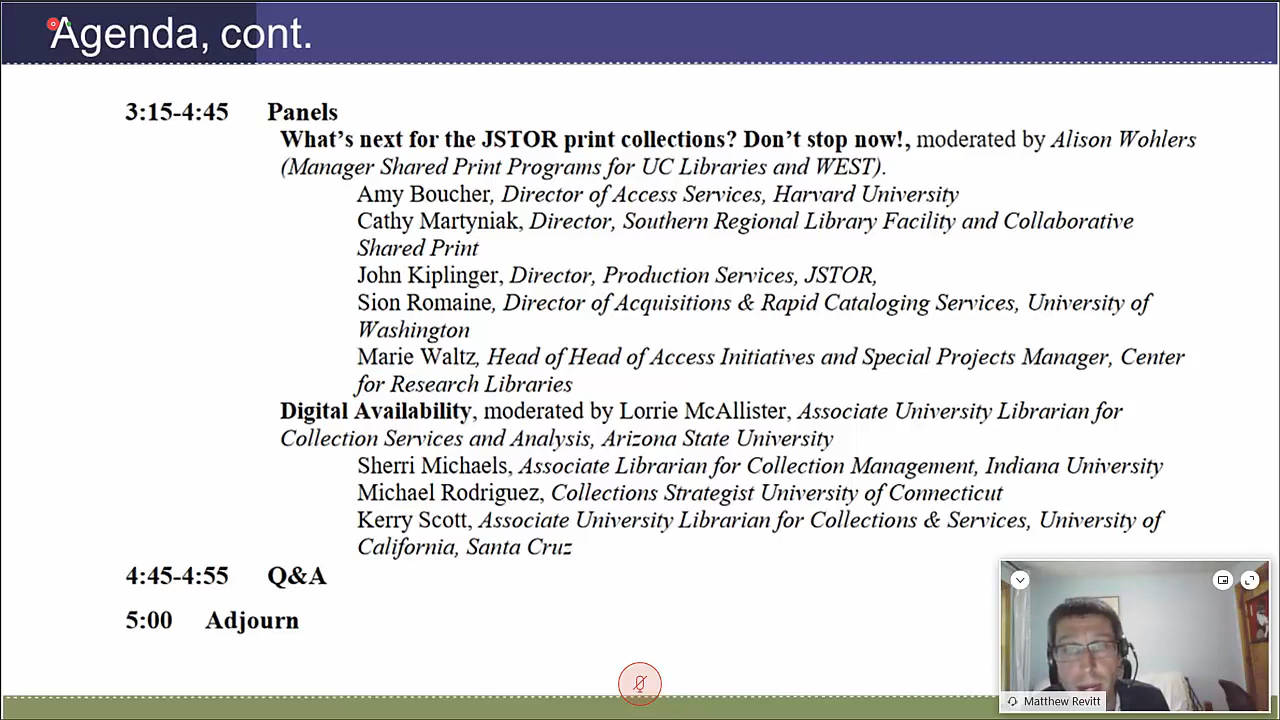 Agenda, cont.
3:15-4:45 Panels
What's next for the JSTOR print collections? Don't stop now!, moderated by Alison Wohlers
(Manager Shared Print Programs for UC Libraries and WEST).
Amy Boucher, Director of Access Services, Harvard University
Cathy Martyniak, Director, Southern Regional Library Facility and Collaborative
Shared Print
John Kiplinger, Director, Production Services, JSTOR,
Sion Romaine, Director of Acquisitions & Rapid Cataloging Services, University of
Washington
Marie Waltz, Head of Head of Access Initiatives and Special Projects Manager, Center
for Research Libraries
Digital Availability, moderated by Lorrie McAllister, Associate University Librarian for
Collection Services and Analysis, Arizona State University
Sherri Michaels, Associate Librarian for Collection Management, Indiana University
Michael Rodriguez, Collections Strategist University of Connecticut
Kerry Scott, Associate University Librarian for Collections & Services, University of
California, Santa Cruz
4:45-4:55 Q&A
5:00 Adjourn
Matthew Revitt